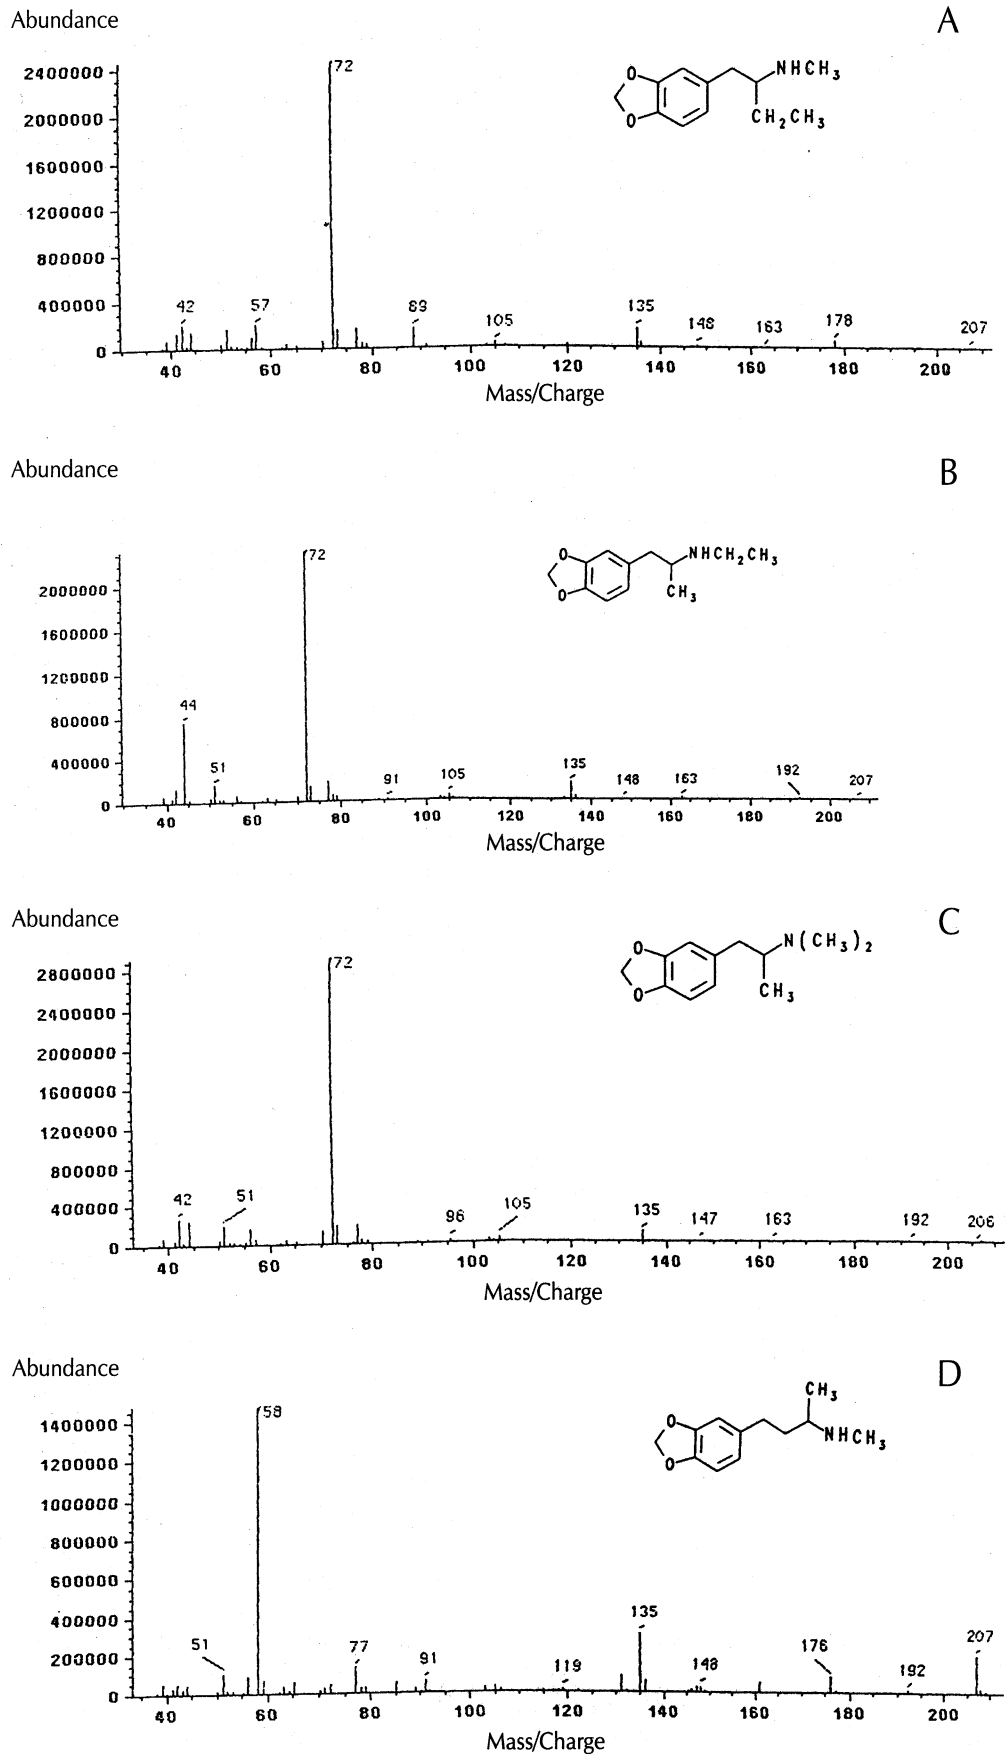 Abundance
A
2400000
2000000
1600000
1200000
800000
400000
0
72
42
57
89
105
135
148
163
178
207
O
O
NHCH3
CH2CH3
40 60 80 100 120 140 160 180 200
Mass/Charge
Abundance
B
2000000
1600000
1200000
800000
400000
0
72
44
51
91
105
135
148
163
192
207
O
O
NHCH2CH3
CH3
40 60 80 100 120 140 160 180 200
Mass/Charge
Abundance
C
2800000
2400000
2000000
1600000
1200000
800000
400000
0
72
42
51
96
105
135
147
163
192
206
O
O
N(CH3)2
CH3
40 60 80 100 120 140 160 180 200
Mass/Charge
Abundance
D
1400000
1200000
1000000
800000
600000
400000
200000
0
58
51
77
91
119
135
148
176
192
207
CH3
O
O
NHCH3
40 60 80 100 120 140 160 180 200
Mass/Charge